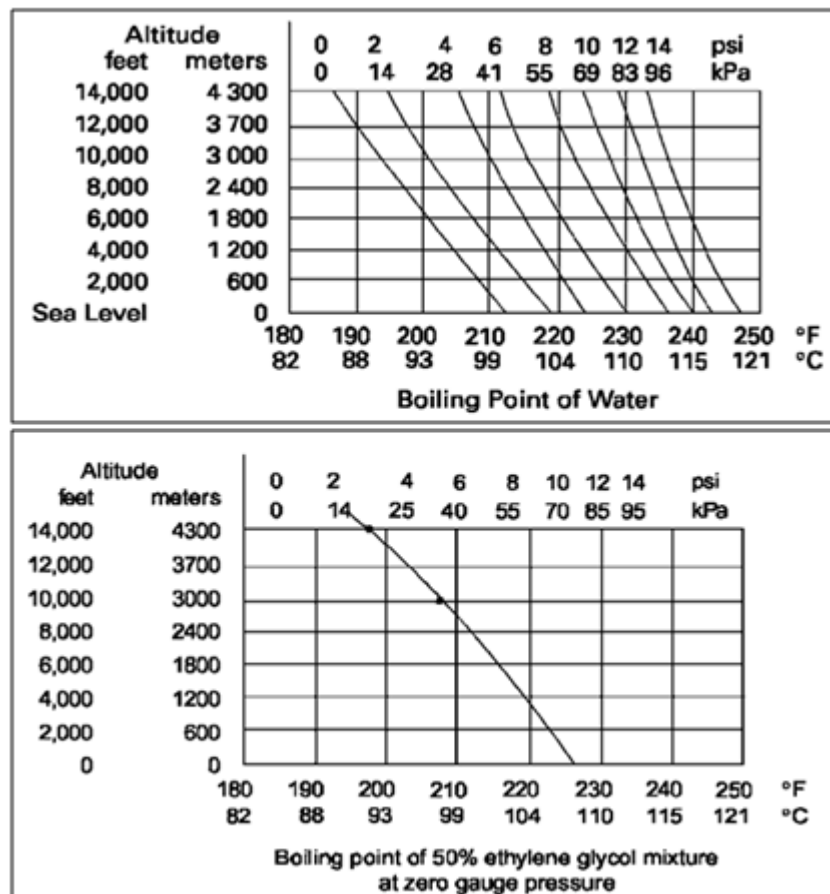 Altitude 0 2 4 6 8 10 12 14 psi
feet meters 0 14 28 41 55 69 83 96 kPa
14,000 4 300
12,000 3 700
10,000 3 000
8,000 2 400
6,000 1 800
4,000 1 200
2,000 600
Sea Level 0
180 190 200 210 220 230 240 250 °F
82 88 93 99 104 110 115 121 °C
Boiling Point of Water
Altitude 0 2 4 6 8 10 12 14 psi
feet meters 0 14 25 40 55 70 85 95 kPa
14,000 4300
12,000 3700
10,000 3000
8,000 2400
6,000 1800
4,000 1200
2,000 600
0 0
180 190 200 210 220 230 240 250 °F
82 88 93 99 104 110 115 121 °C
Boiling point of 50% ethylene glycol mixture
at zero gauge pressure